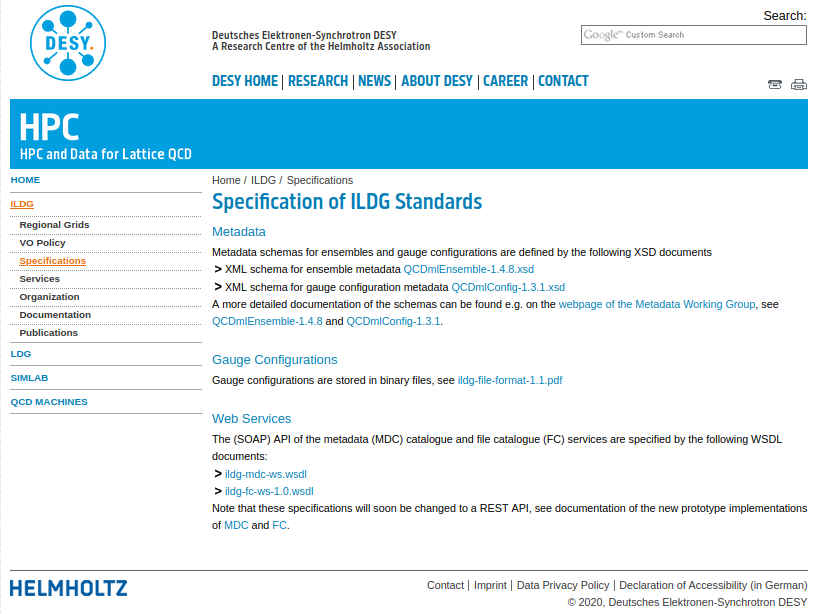 DESY.
Deutsches Elektronen-Synchrotron DESY
A Research Centre of the Helmholtz Association
Search:
Google™ Custom Search
DESY HOME | RESEARCH | NEWS | ABOUT DESY | CAREER | CONTACT
HPC
HPC and Data for Lattice QCD
HOME
ILDG
Regional Grids
VO Policy
Specifications
Services
Organization
Documentation
Publications
LDG
SIMLAB
QCD MACHINES
Home / ILDG / Specifications
Specification of ILDG Standards
Metadata
Metadata schemas for ensembles and gauge configurations are defined by the following XSD documents
> XML schema for ensemble metadata QCDmlEnsemble-1.4.8.xsd
> XML schema for gauge configuration metadata QCDmlConfig-1.3.1.xsd
A more detailed documentation of the schemas can be found e.g. on the webpage of the Metadata Working Group, see
QCDmlEnsemble-1.4.8 and QCDmlConfig-1.3.1.
Gauge Configurations
Gauge configurations are stored in binary files, see ildg-file-format-1.1.pdf
Web Services
The (SOAP) API of the metadata (MDC) catalogue and file catalogue (FC) services are specified by the following WSDL
documents:
> ildg-mdc-ws.wsdl
> ildg-fc-ws-1.0.wsdl
Note that these specifications will soon be changed to a REST API, see documentation of the new prototype implementations
of MDC and FC.
HELMHOLTZ
Contact | Imprint | Data Privacy Policy | Declaration of Accessibility (in German)
© 2020, Deutsches Elektronen-Synchrotron DESY